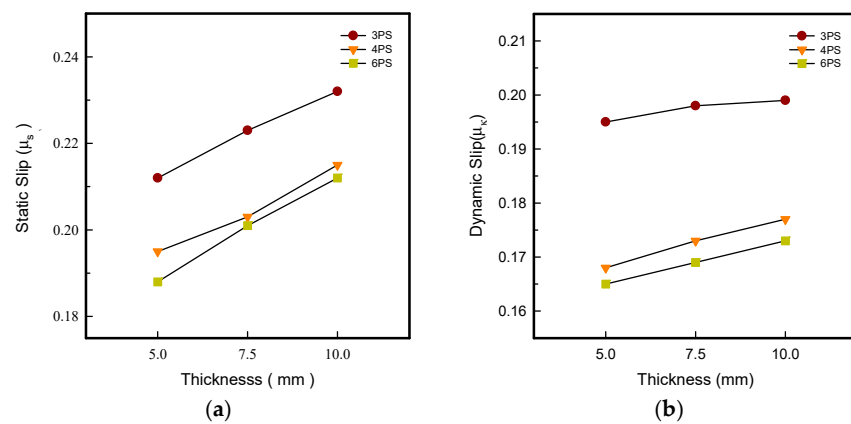 3PS
4PS
6PS
0.24
0.22
0.20
0.18
Static Slip (μs )
5.0 7.5 10.0
Thicknesss ( mm )
(a)
3PS
4PS
6PS
0.21
0.20
0.19
0.18
0.17
0.16
Dynamic Slip(μκ)
5.0 7.5 10.0
Thickness (mm)
(b)